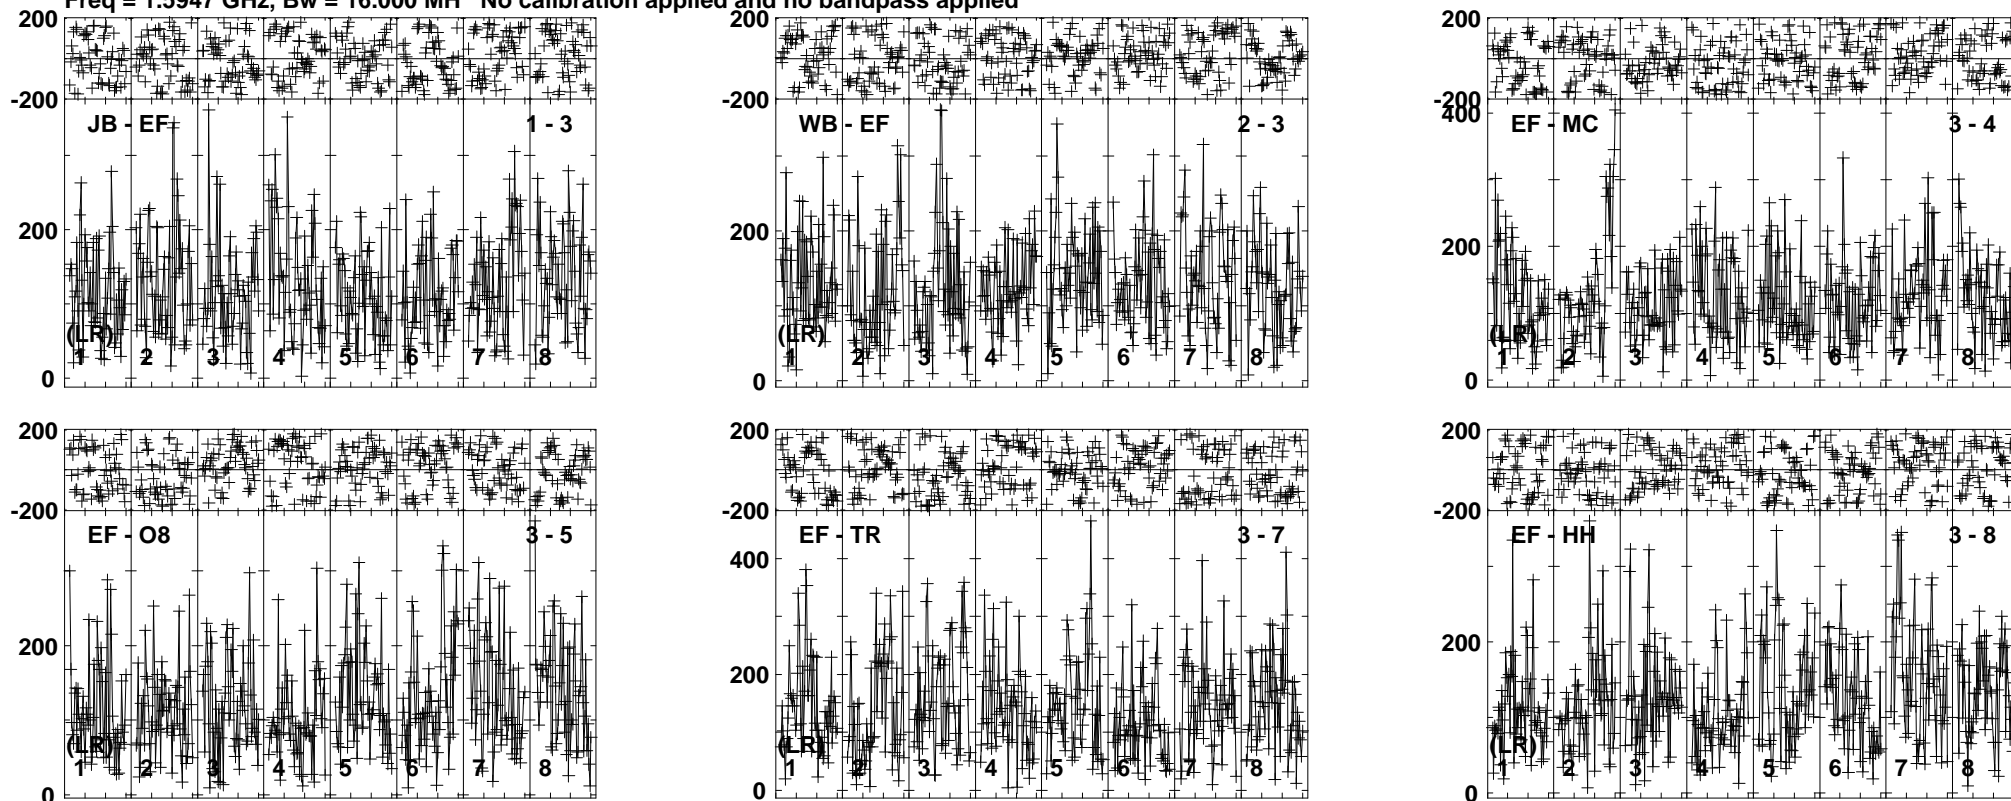 Freq = 1.5947 GHz, Bw = 16.000 MH No calibration applied and no bandpass applied
200 200 200
-200 -200 -200
400
JB - EF 1 - 3 WB - EF 2 - 3 EF - MC 3 - 4
200 200 200
(LR) (LR) (LR)
1 2 3 4 5 6 7 8 1 2 3 4 5 6 7 8 1 2 3 4 5 6 7 8
0 0 0
200 200 200
-200 -200 -200
EF - O8 3 - 5 EF - TR 3 - 7 EF - HH 3 - 8
400
200 200 200
(LR) (LR) (LR)
1 2 3 4 5 6 7 8 1 2 3 4 5 6 7 8 1 2 3 4 5 6 7 8
0 0 0